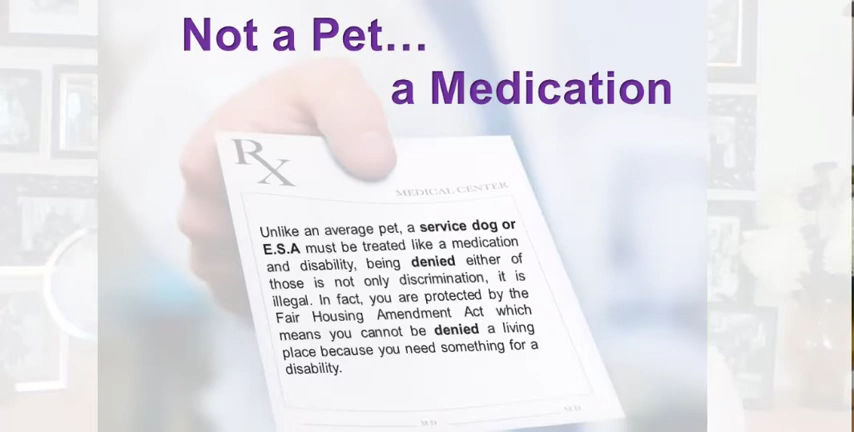 Not a Pet...
a Medication
RX
MEDICAL CENTER
Unlike an average pet, a service dog or
E.S.A must be treated like a medication
and disability, being denied either of
those is not only discrimination, it is
illegal. In fact, you are protected by the
Fair Housing Amendment Act which
means you cannot be denied a living
place because you need something for a
disability.
MD
MD